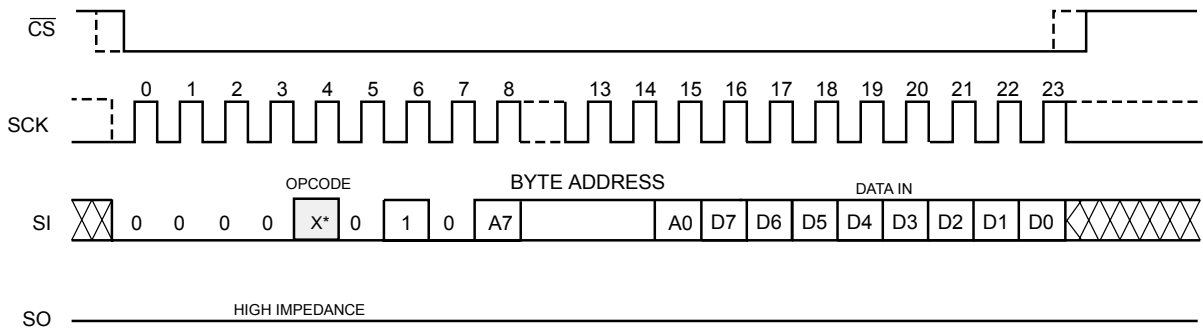 CS
0 1 2 3 4 5 6 7 8 13 14 15 16 17 18 19 20 21 22 23
SCK
OPCODE BYTE ADDRESS DATA IN
SI 0 0 0 0 X* 0 1 0 A7 A0 D7 D6 D5 D4 D3 D2 D1 D0
HIGH IMPEDANCE
SO